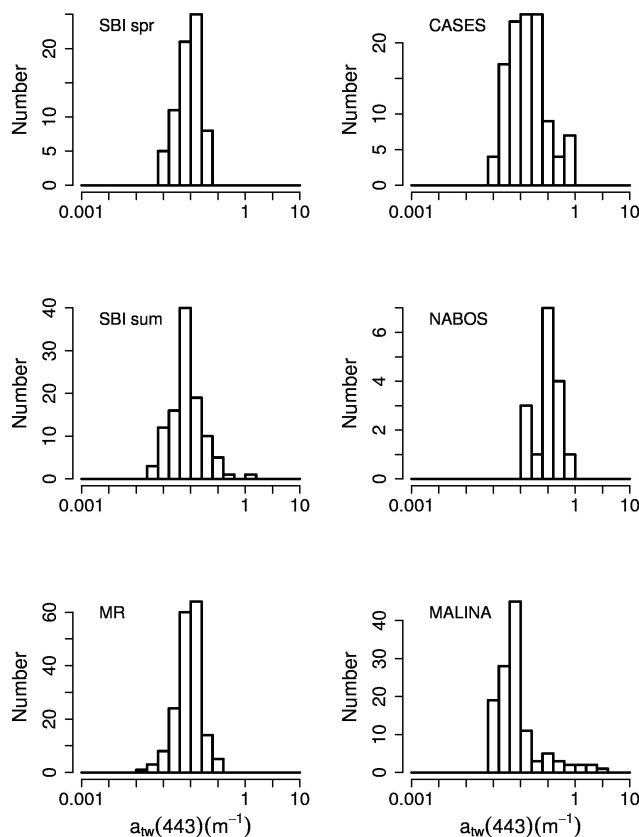 SBI spr
Number
0 5 10 20
0.001 1 10
CASES
Number
0 5 10 20
0.001 1 10
SBI sum
Number
0 10 20 30 40
0.001 1 10
NABOS
Number
0 2 4 6
0.001 1 10
MR
Number
0 20 40 60
0.001 1 10
a_tw(443)(m⁻¹)
MALINA
Number
0 10 20 30 40
0.001 1 10
a_tw(443)(m⁻¹)